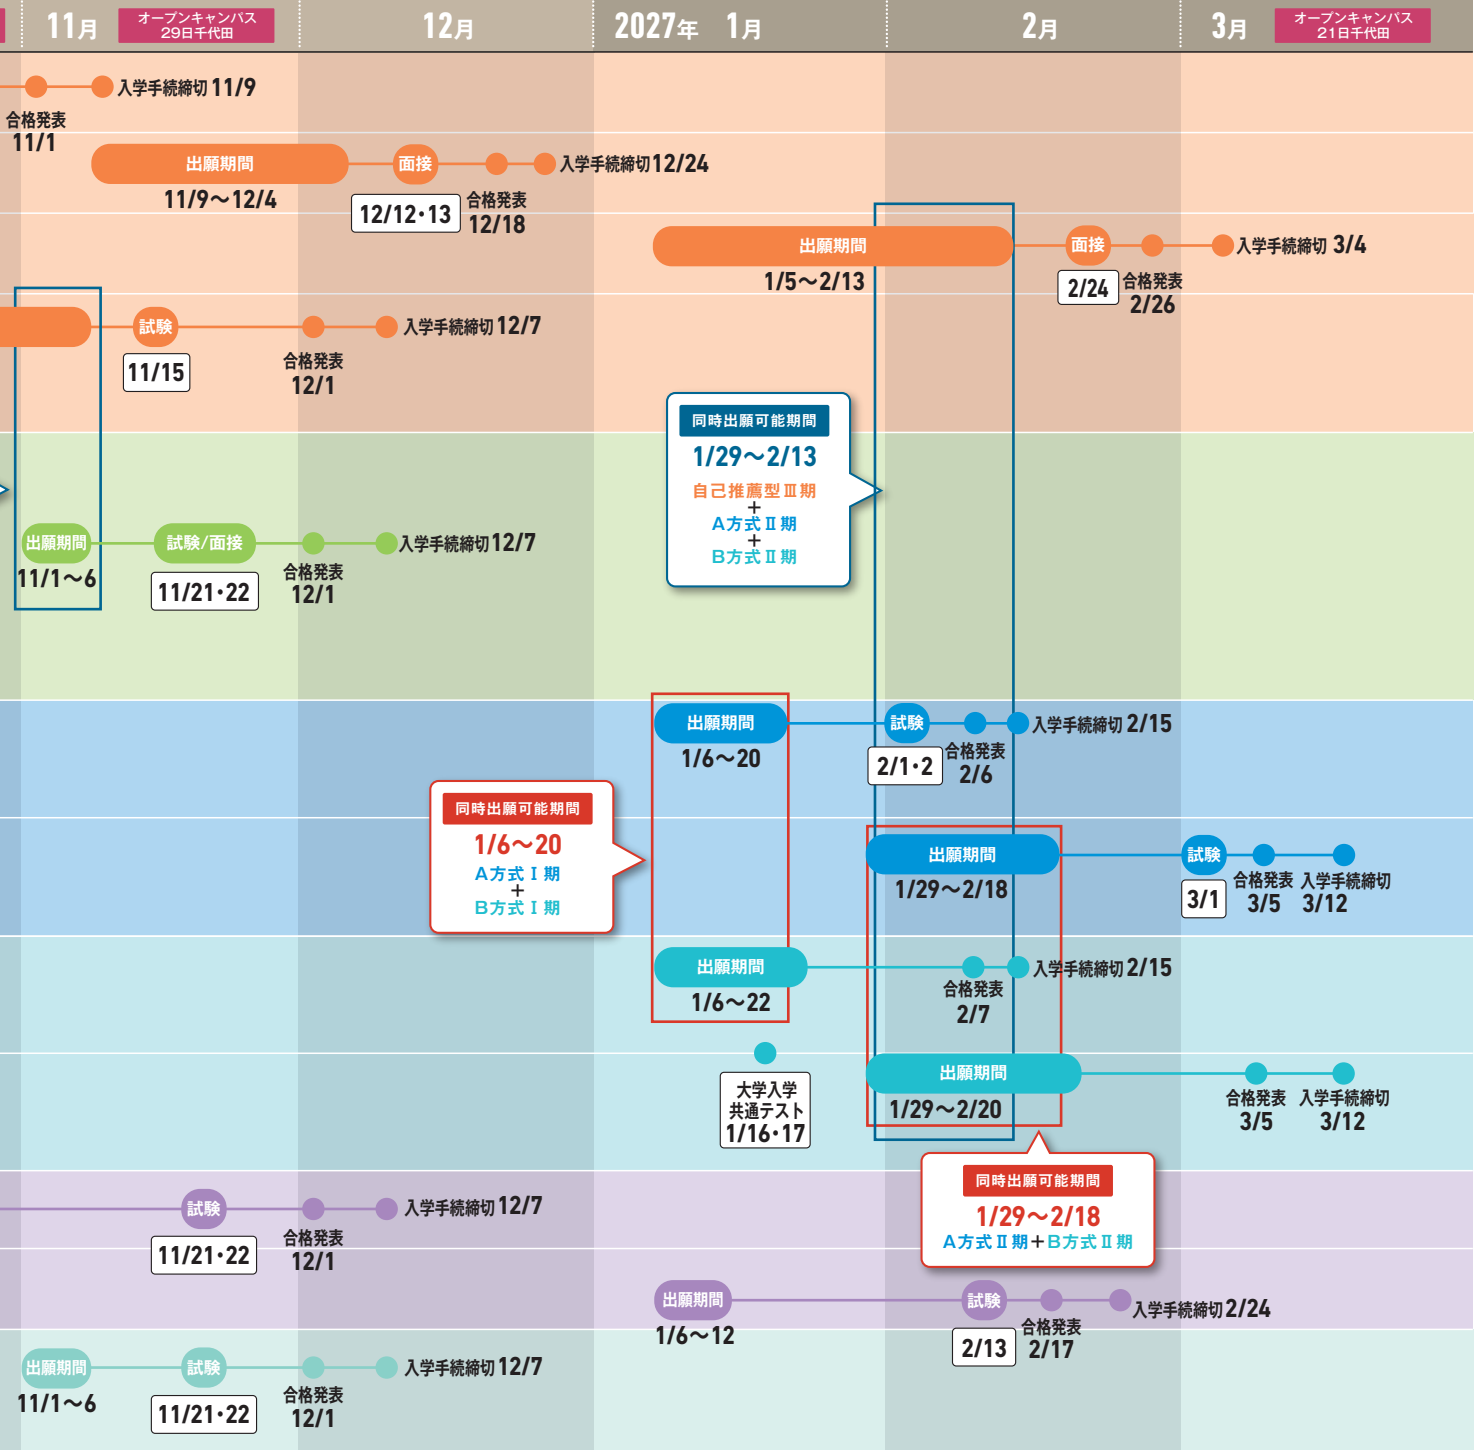 11月
オープンキャンパス
29日千代田
12月
2027年 1月
2月
3月
オープンキャンパス
21日千代田
入学手続締切 11/9
合格発表
11/1
出願期間
11/9〜12/4
面接
12/12・13
合格発表
12/18
入学手続締切 12/24
出願期間
1/5〜2/13
面接
2/24
合格発表
2/26
入学手続締切 3/4
試験
11/15
合格発表
12/1
入学手続締切 12/7
同時出願可能期間
1/29〜2/13
自己推薦型Ⅲ期
+
A方式Ⅱ期
+
B方式Ⅱ期
出願期間
11/1〜6
試験/面接
11/21・22
合格発表
12/1
入学手続締切 12/7
出願期間
1/6〜20
試験
2/1・2
合格発表
2/6
入学手続締切 2/15
同時出願可能期間
1/6〜20
A方式Ⅰ期
+
B方式Ⅰ期
出願期間
1/29〜2/18
試験
3/1
合格発表
3/5
入学手続締切
3/12
出願期間
1/6〜22
合格発表
2/7
入学手続締切 2/15
大学入学
共通テスト
1/16・17
出願期間
1/29〜2/20
合格発表
3/5
入学手続締切
3/12
同時出願可能期間
1/29〜2/18
A方式Ⅱ期+B方式Ⅱ期
試験
11/21・22
合格発表
12/1
入学手続締切 12/7
出願期間
1/6〜12
試験
2/13
合格発表
2/17
入学手続締切 2/24
出願期間
11/1〜6
試験
11/21・22
合格発表
12/1
入学手続締切 12/7